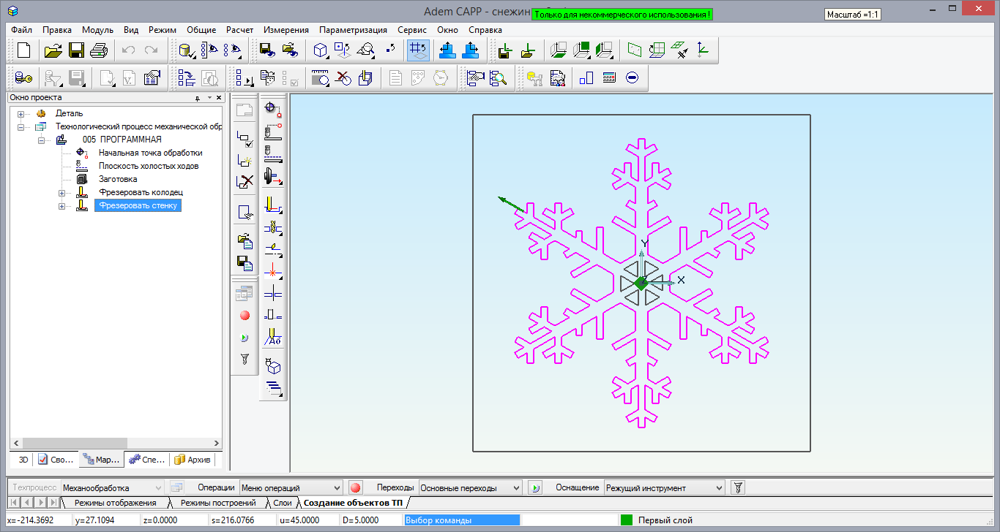 Adem CAPP - снежин
Только для некоммерческого использования !
Масштаб =1:1
Файл Правка Модуль Вид Режим Общие Расчет Измерения Параметризация Сервис Окно Справка
Окно проекта
Деталь
Технологический процесс механической обр
005 ПРОГРАММНАЯ
Начальная точка обработки
Плоскость холостых ходов
Заготовка
Фрезеровать колодец
Фрезеровать стенку
Y
X
3D Сво... Мар... Спе... Архив
Техпроцесс Механообработка Операции Меню операций Переходы Основные переходы Оснащение Режущий инструмент
Режимы отображения Режимы построений Слои Создание объектов ТП
x=-214.3692 y=27.1094 z=0.0000 s=216.0766 u=45.0000 D=5.0000 Выбор команды Первый слой